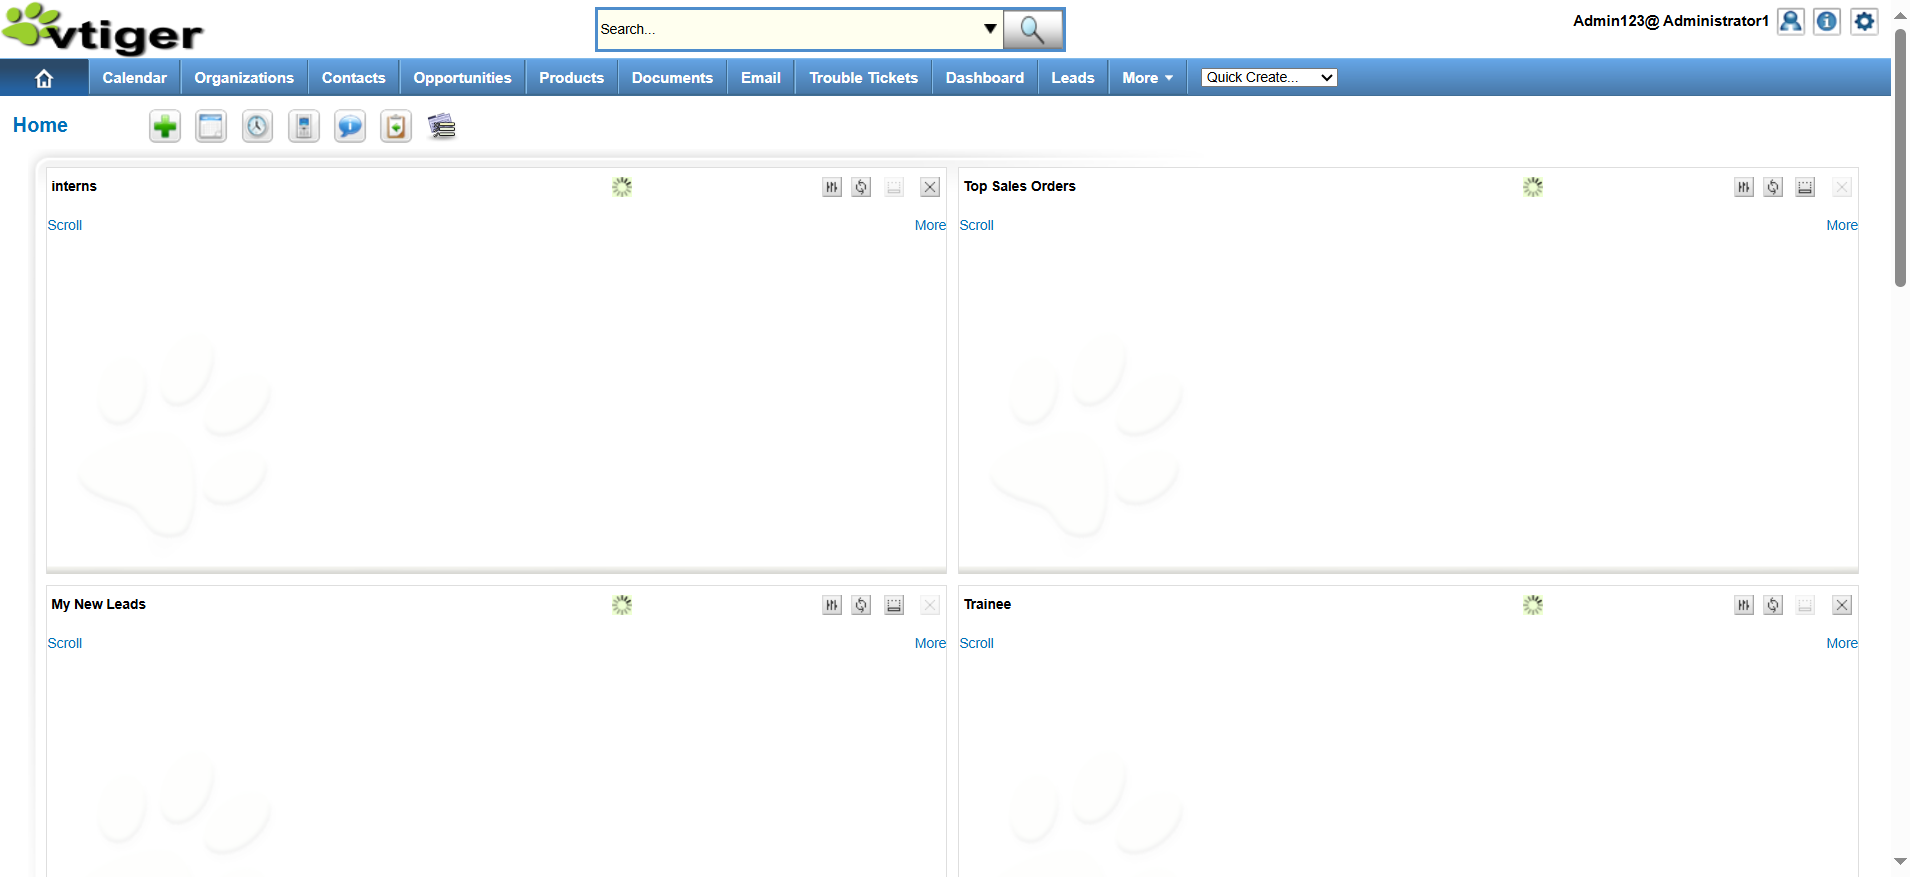 vtiger
Search...
Admin123@ Administrator1
Calendar
Organizations
Contacts
Opportunities
Products
Documents
Email
Trouble Tickets
Dashboard
Leads
More
Quick Create...
Home
interns
Scroll
More
Top Sales Orders
Scroll
More
My New Leads
Scroll
More
Trainee
Scroll
More